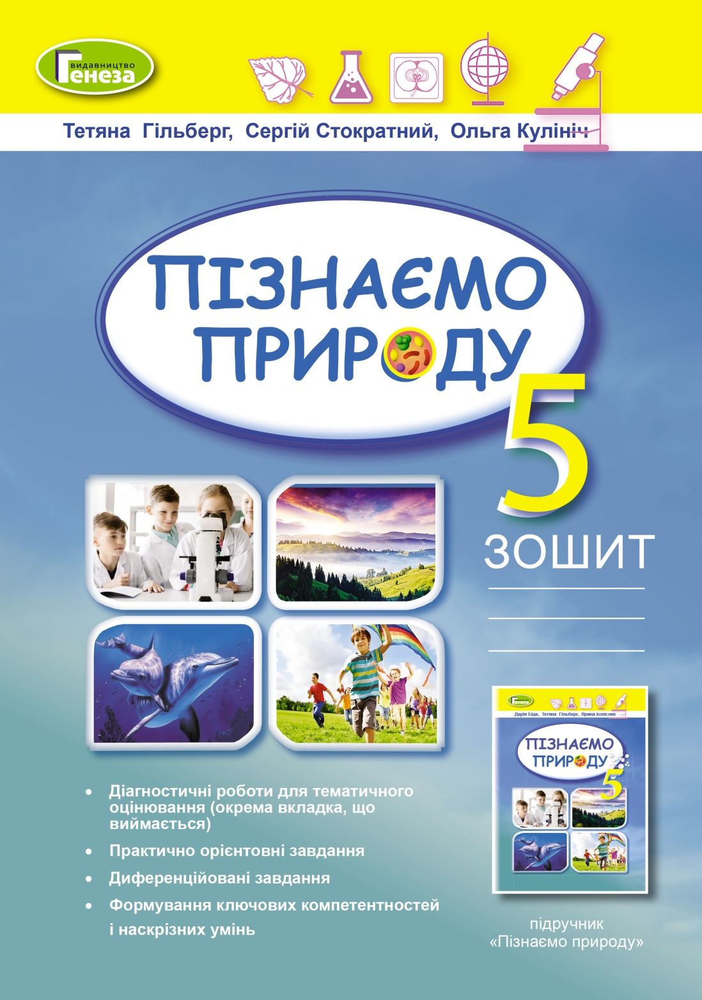 видавництво
Генеза
Тетяна Гільберг, Сергій Стократний, Ольга Кулініч
ПІЗНАЄМО
ПРИРОДУ
5
ЗОШИТ
Генеза
Дарія Біда, Тетяна Гільберг, Ярина Колісник
ПІЗНАЄМО
ПРИРОДУ
5
• Діагностичні роботи для тематичного
оцінювання (окрема вкладка, що
виймається)
• Практично орієнтовні завдання
• Диференційовані завдання
• Формування ключових компетентностей
і наскрізних умінь
підручник
«Пізнаємо природу»